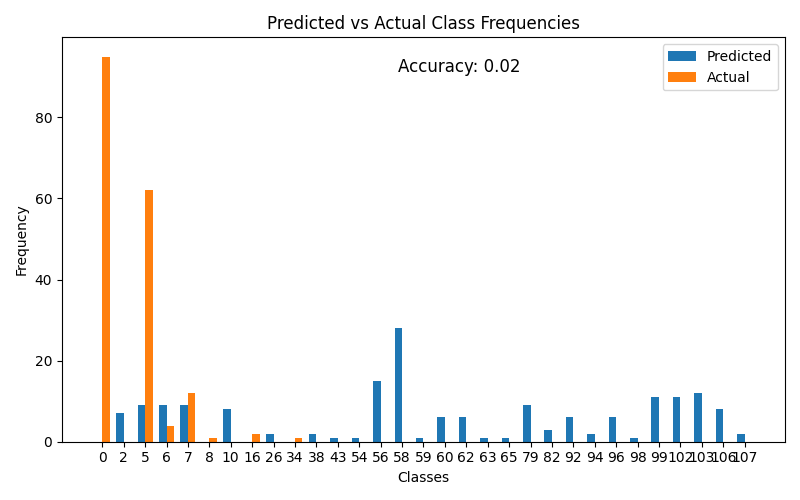 Predicted vs Actual Class Frequencies
Accuracy: 0.02
Predicted
Actual
Frequency
80
60
40
20
0
0 2 5 6 7 8 10 16 26 34 38 43 54 56 58 59 60 62 63 65 79 82 92 94 96 98 99 102 103 106 107
Classes